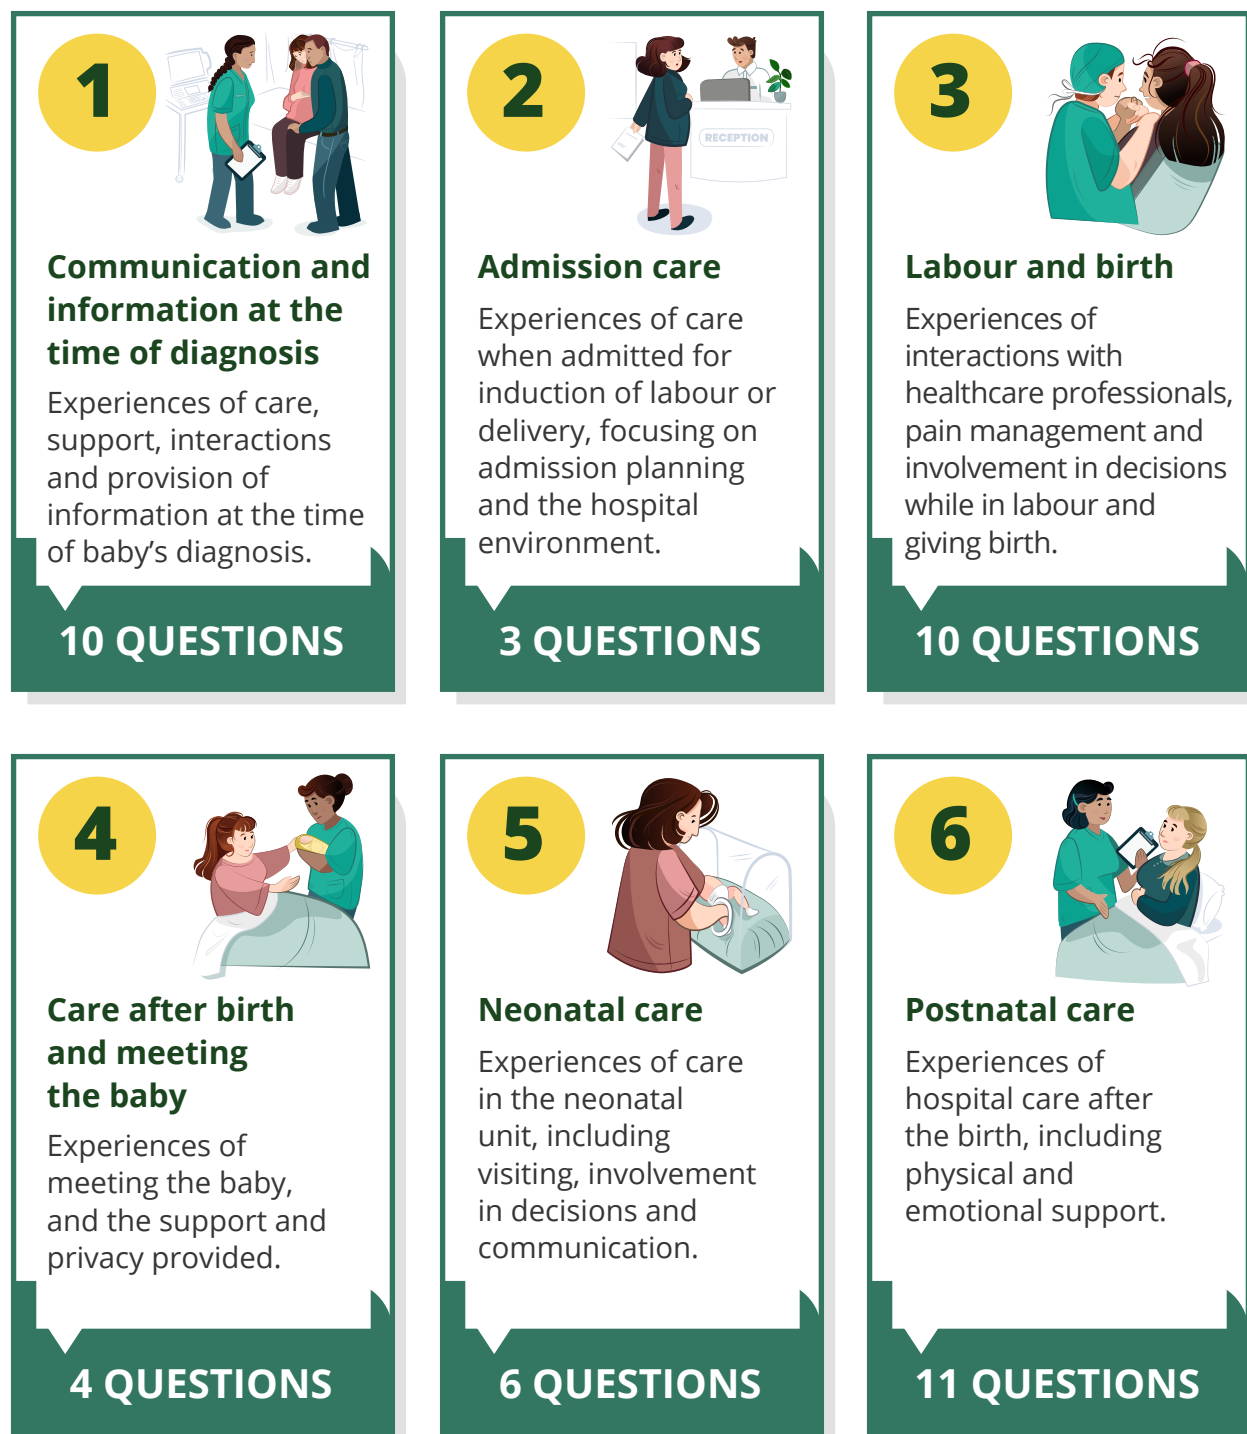 1
Communication and
information at the
time of diagnosis
Experiences of care,
support, interactions
and provision of
information at the time
of baby’s diagnosis.
10 QUESTIONS
2
RECEPTION
Admission care
Experiences of care
when admitted for
induction of labour or
delivery, focusing on
admission planning
and the hospital
environment.
3 QUESTIONS
3
Labour and birth
Experiences of
interactions with
healthcare professionals,
pain management and
involvement in decisions
while in labour and
giving birth.
10 QUESTIONS
4
Care after birth
and meeting
the baby
Experiences of
meeting the baby,
and the support and
privacy provided.
4 QUESTIONS
5
Neonatal care
Experiences of care
in the neonatal
unit, including
visiting, involvement
in decisions and
communication.
6 QUESTIONS
6
Postnatal care
Experiences of
hospital care after
the birth, including
physical and
emotional support.
11 QUESTIONS